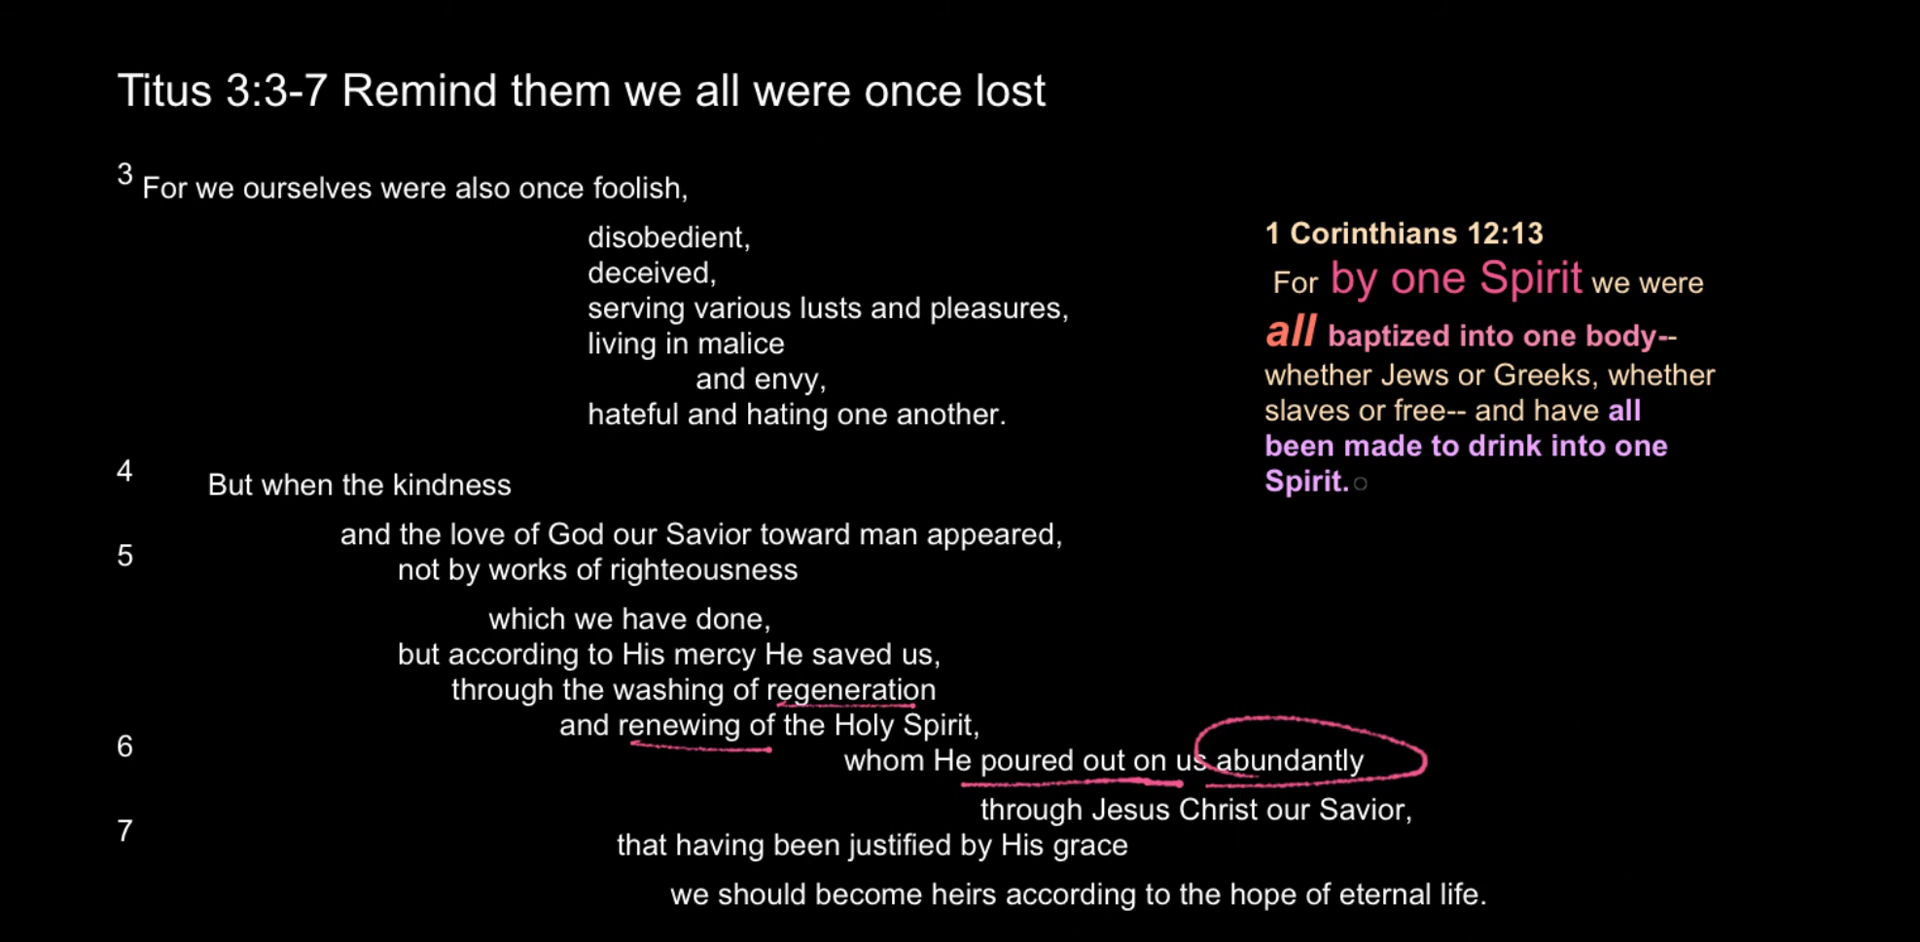 Titus 3:3-7 Remind them we all were once lost
3 For we ourselves were also once foolish,
disobedient,
deceived,
serving various lusts and pleasures,
living in malice
and envy,
hateful and hating one another.
4 But when the kindness
and the love of God our Savior toward man appeared,
5 not by works of righteousness
which we have done,
but according to His mercy He saved us,
through the washing of regeneration
and renewing of the Holy Spirit,
6 whom He poured out on us abundantly
through Jesus Christ our Savior,
7 that having been justified by His grace
we should become heirs according to the hope of eternal life.
1 Corinthians 12:13
For by one Spirit we were
all baptized into one body--
whether Jews or Greeks, whether
slaves or free-- and have all
been made to drink into one
Spirit.